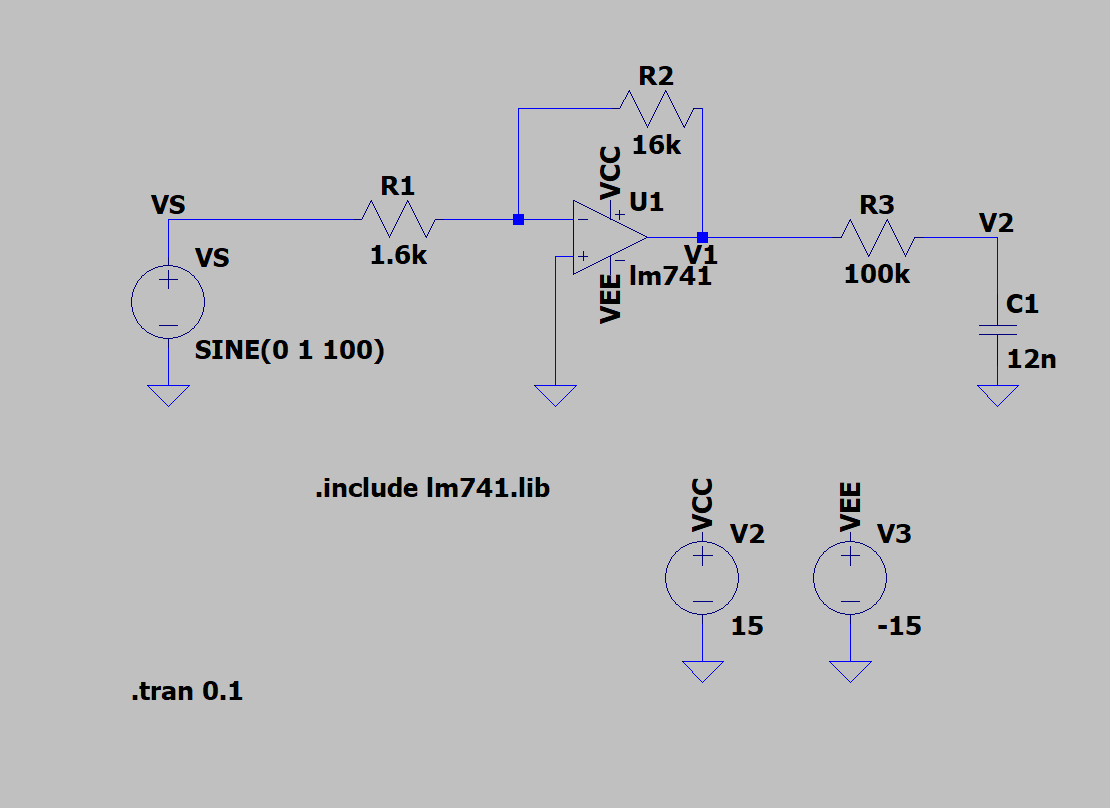 R2
16k
VCC
U1
R1
VS
1.6k
VS
R3
V2
V1
100k
lm741
VEE
C1
SINE(0 1 100)
12n
.include lm741.lib
VCC
VEE
V2
V3
15
-15
.tran 0.1